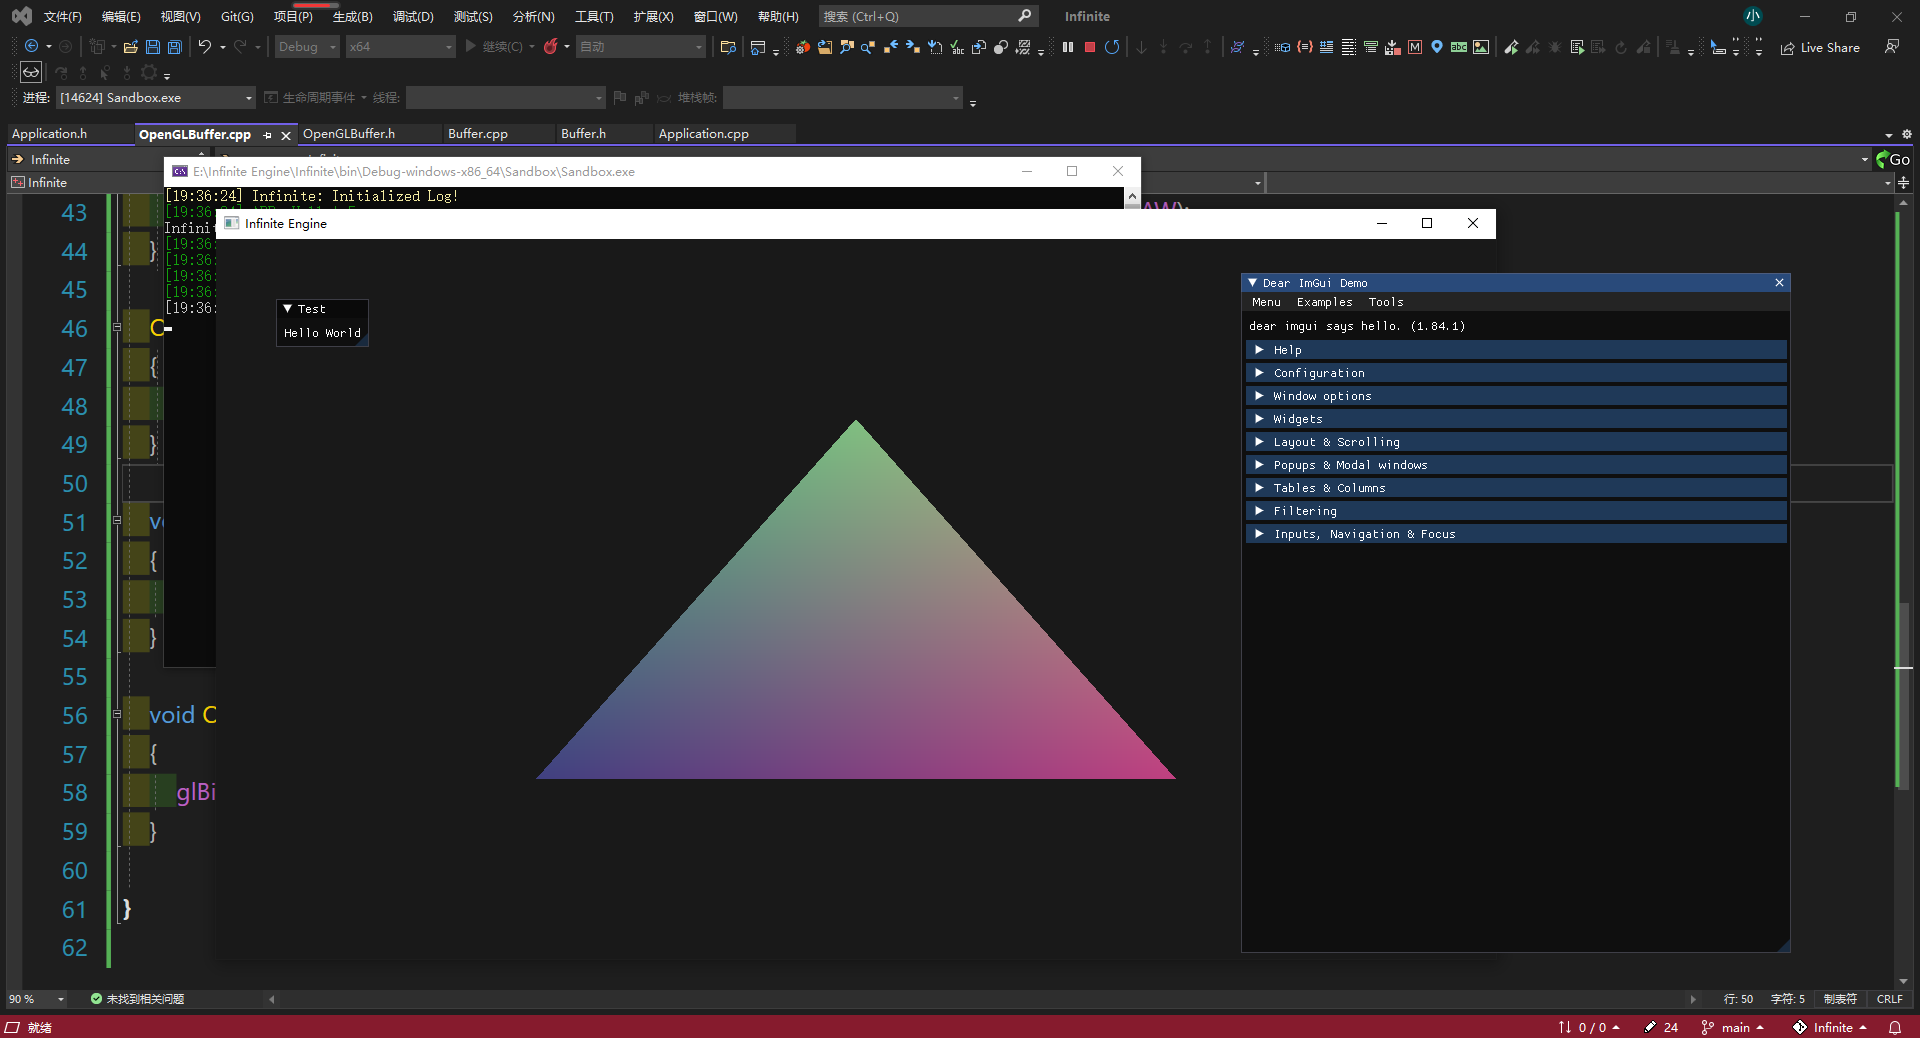 文件(F) 编辑(E) 视图(V) Git(G) 项目(P) 生成(B) 调试(D) 测试(S) 分析(N) 工具(T) 扩展(X) 窗口(W) 帮助(H) 搜索 (Ctrl+Q) Infinite 小
Debug x64 继续(C) 自动 Live Share
进程: [14624] Sandbox.exe 生命周期事件 线程: 堆栈帧:
Application.h OpenGLBuffer.cpp OpenGLBuffer.h Buffer.cpp Buffer.h Application.cpp
Infinite Go
Infinite
E:\Infinite Engine\Infinite\bin\Debug-windows-x86_64\Sandbox\Sandbox.exe
[19:36:24] Infinite: Initialized Log!
AW);
[19:36:24]
Infinit
[19:36:
[19:36:
[19:36:
[19:36:
[19:36:
Infinite Engine
Test
Hello World
Dear ImGui Demo
Menu Examples Tools
dear imgui says hello. (1.84.1)
Help
Configuration
Window options
Widgets
Layout & Scrolling
Popups & Modal windows
Tables & Columns
Filtering
Inputs, Navigation & Focus
43
44 }
45
46 O
47 {
48
49 }
50
51 vo
52 {
53
54 }
55
56 void O
57 {
58 glBi
59 }
60
61 }
62
90 % 未找到相关问题 行: 50 字符: 5 制表符 CRLF
就绪 0 / 0 24 main Infinite